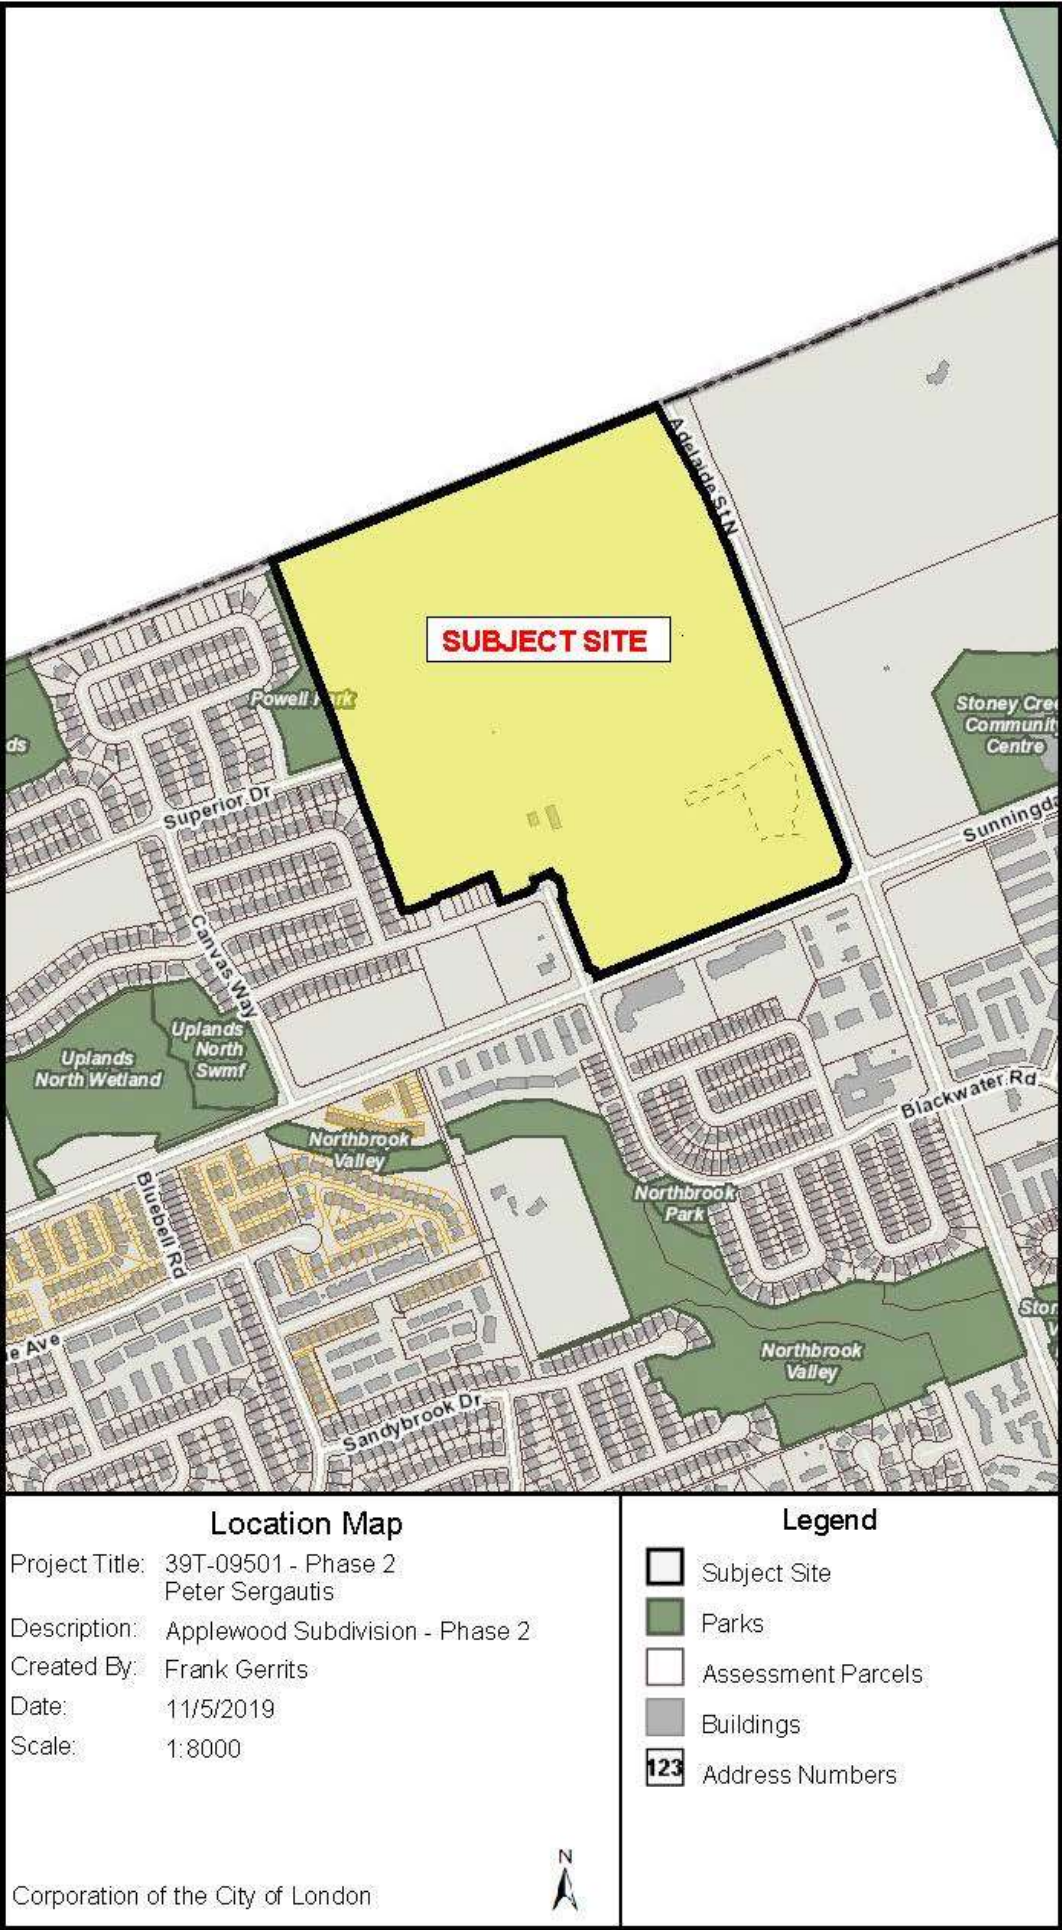 Adelaide St N
SUBJECT SITE
Powell
rk
Stoney Cre
Communit
Centre
ds
Superior Dr
Sunningda
Canvas Way
Uplands
North
Swmf
Uplands
North Wetland
Blackwater Rd
Northbrook
Valley
Bluebell Rd
Northbrook
Park
Stor
V
e Ave
Northbrook
Valley
Sandybrook Dr
Location Map
Project Title: 39T-09501 - Phase 2
Peter Sergautis
Description: Applewood Subdivision - Phase 2
Created By: Frank Gerrits
Date: 11/5/2019
Scale: 1:8000
Corporation of the City of London
N
Legend
Subject Site
Parks
Assessment Parcels
Buildings
123 Address Numbers